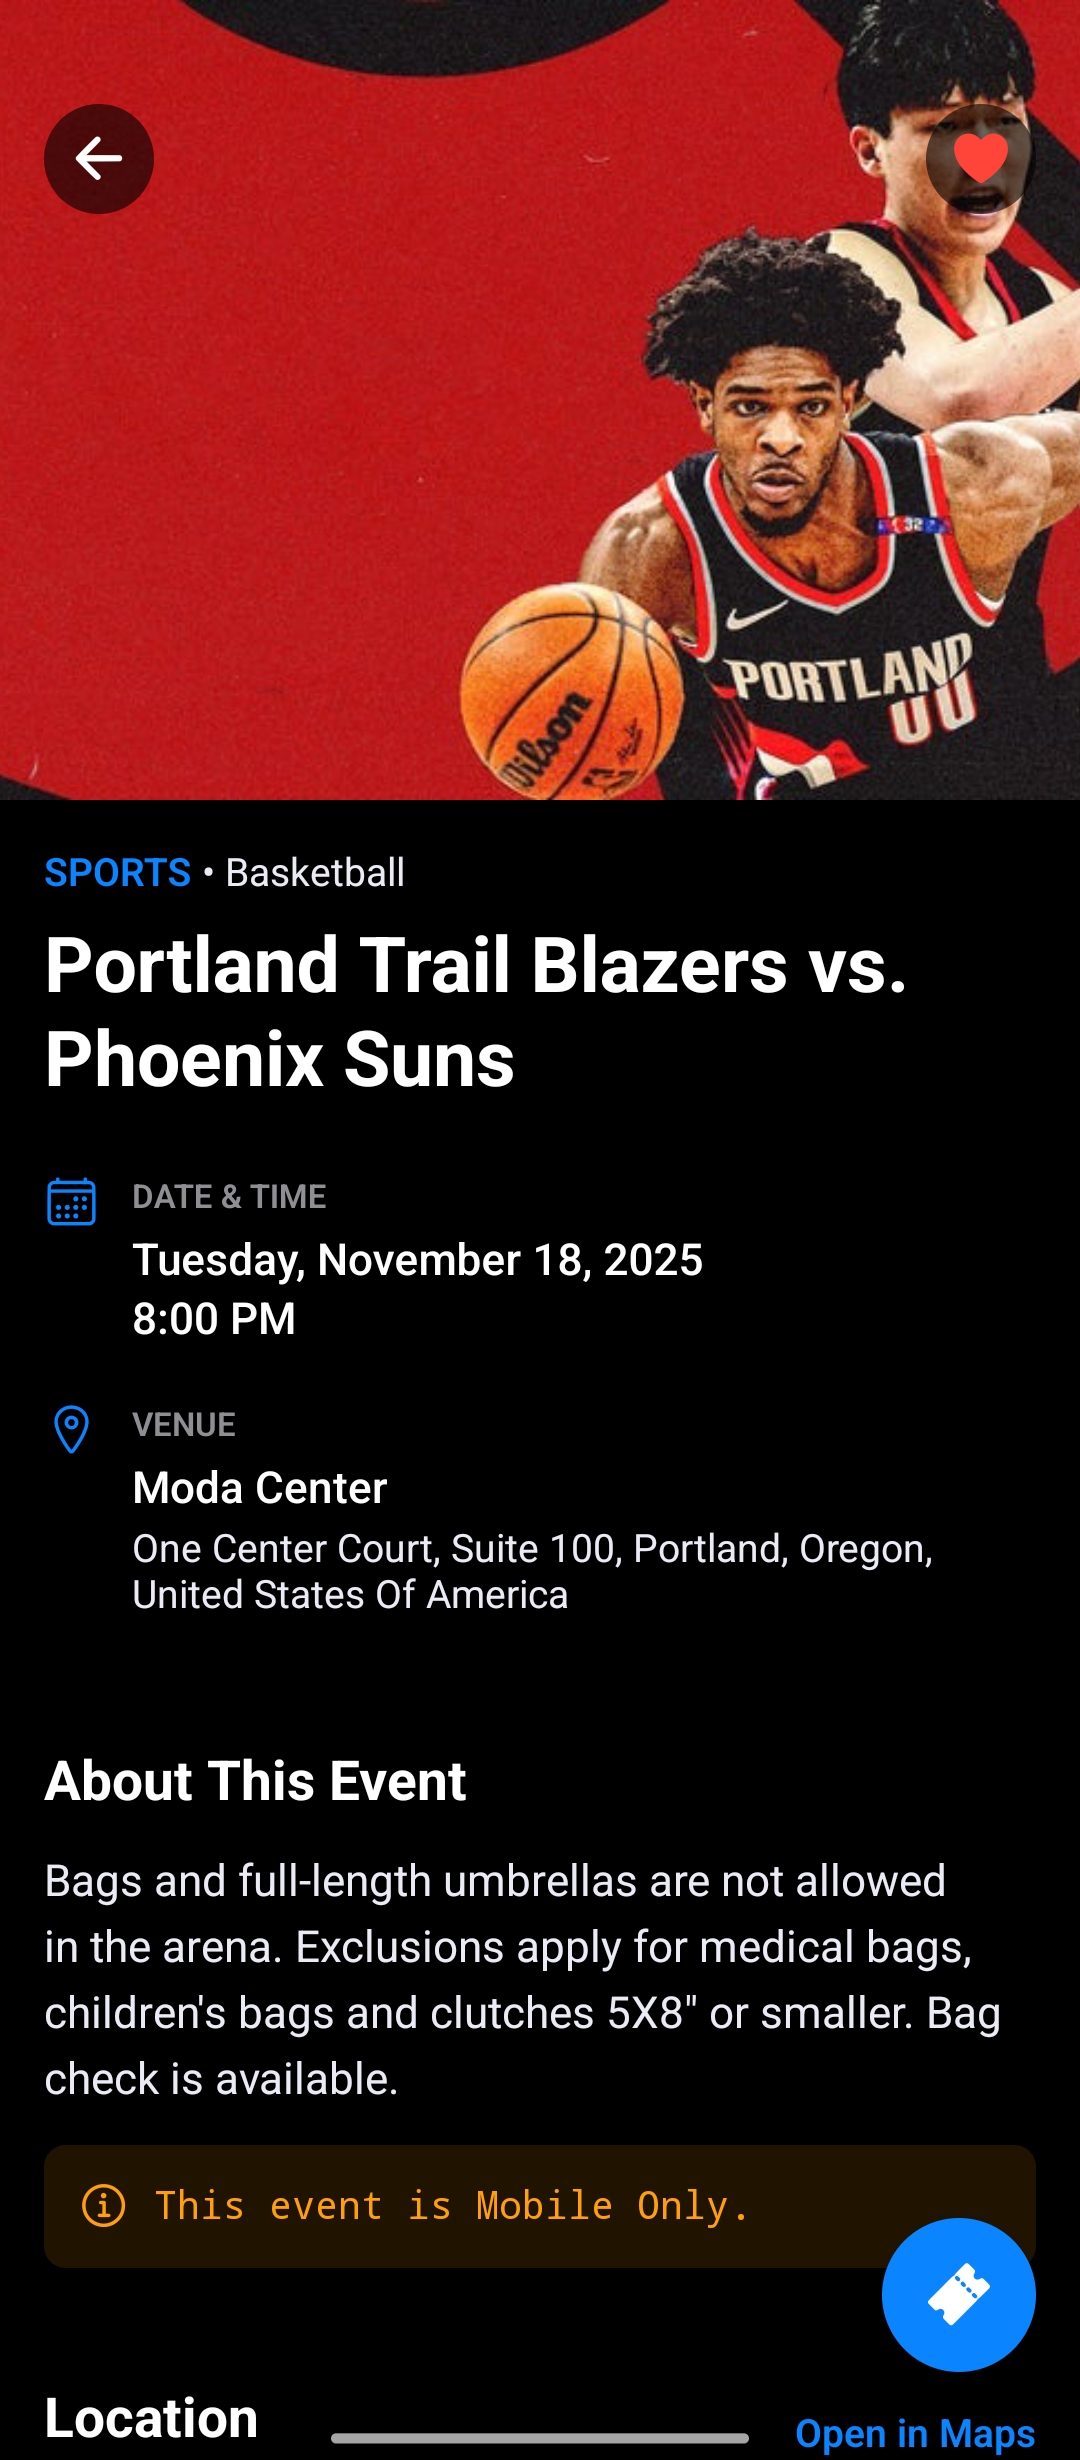 32
PORTLAND
00
Wilson
SPORTS • Basketball
Portland Trail Blazers vs.
Phoenix Suns
DATE & TIME
Tuesday, November 18, 2025
8:00 PM
VENUE
Moda Center
One Center Court, Suite 100, Portland, Oregon,
United States Of America
About This Event
Bags and full-length umbrellas are not allowed
in the arena. Exclusions apply for medical bags,
children's bags and clutches 5X8" or smaller. Bag
check is available.
This event is Mobile Only.
Location
Open in Maps